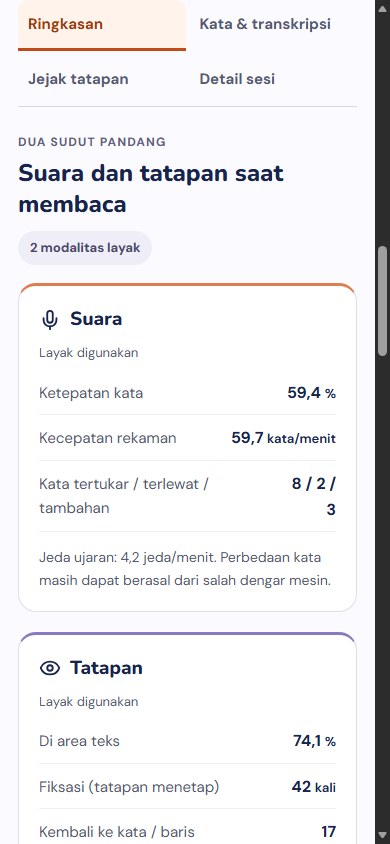 Ringkasan
Kata & transkripsi
Jejak tatapan
Detail sesi
DUA SUDUT PANDANG
Suara dan tatapan saat
membaca
2 modalitas layak
Suara
Layak digunakan
Ketepatan kata 59,4 %
Kecepatan rekaman 59,7 kata/menit
Kata tertukar / terlewat / 8 / 2 /
tambahan 3
Jeda ujaran: 4,2 jeda/menit. Perbedaan kata
masih dapat berasal dari salah dengar mesin.
Tatapan
Layak digunakan
Di area teks 74,1 %
Fiksasi (tatapan menetap) 42 kali
Kembali ke kata / baris 17